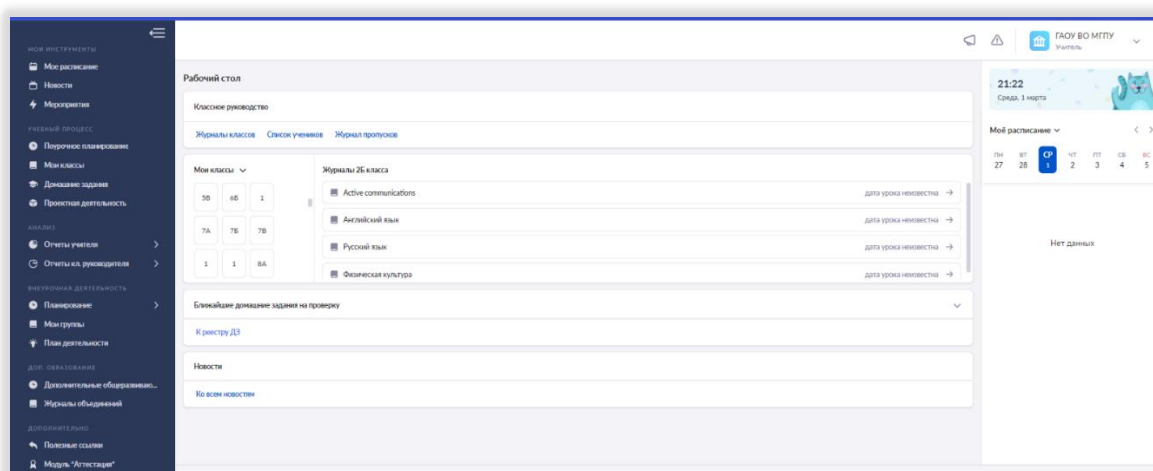 МОИ ИНСТРУМЕНТЫ
Мое расписание
Новости
Мероприятия
УЧЕБНЫЙ ПРОЦЕСС
Поурочное планирование
Мои классы
Домашние задания
Проектная деятельность
АНАЛИЗ
Отчеты учителя
Отчеты кл. руководителя
ВНЕУРОЧНАЯ ДЕЯТЕЛЬНОСТЬ
Планирование
Мои группы
План деятельности
ДОП. ОБРАЗОВАНИЕ
Дополнительные общеразвиваю...
Журналы объединений
ДОПОЛНИТЕЛЬНО
Полезные ссылки
Модуль "Аттестация"
Рабочий стол
Классное руководство
Журналы классов Список учеников Журнал пропусков
Мои классы
5В 6Б 1
7А 7Б 7В
1 1 8А
Журналы 2Б класса
Active communications дата урока неизвестна
Английский язык дата урока неизвестна
Русский язык дата урока неизвестна
Физическая культура дата урока неизвестна
Ближайшие домашние задания на проверку
К реестру ДЗ
Новости
Ко всем новостям
ГАОУ ВО МГПУ
Учитель
21:22
Среда, 1 марта
Моё расписание
ПН ВТ СР ЧТ ПТ СБ ВС
27 28 1 2 3 4 5
Нет данных